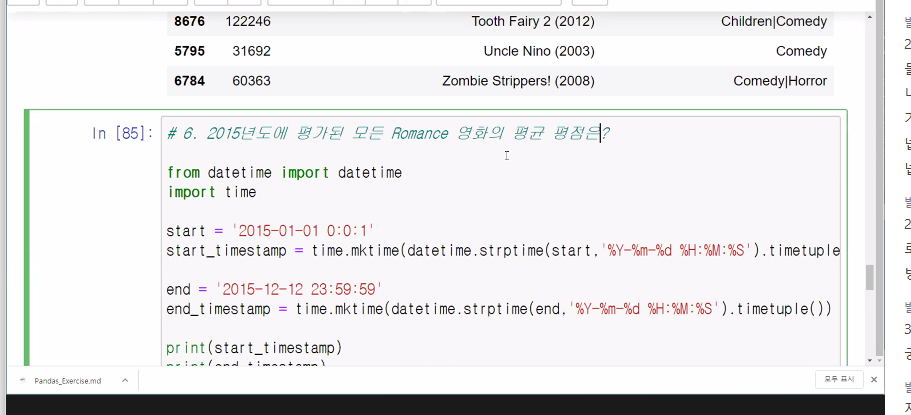 8676 122246 Tooth Fairy 2 (2012) Children|Comedy
5795 31692 Uncle Nino (2003) Comedy
6784 60363 Zombie Strippers! (2008) Comedy|Horror
In [85]: # 6. 2015년도에 평가된 모든 Romance 영화의 평균 평점은?
from datetime import datetime
import time
start = '2015-01-01 0:0:1'
start_timestamp = time.mktime(datetime.strptime(start,'%Y-%m-%d %H:%M:%S').timetuple
end = '2015-12-12 23:59:59'
end_timestamp = time.mktime(datetime.strptime(end,'%Y-%m-%d %H:%M:%S').timetuple())
print(start_timestamp)
print(end_timestamp)
Pandas_Exercise.md
모두 표시